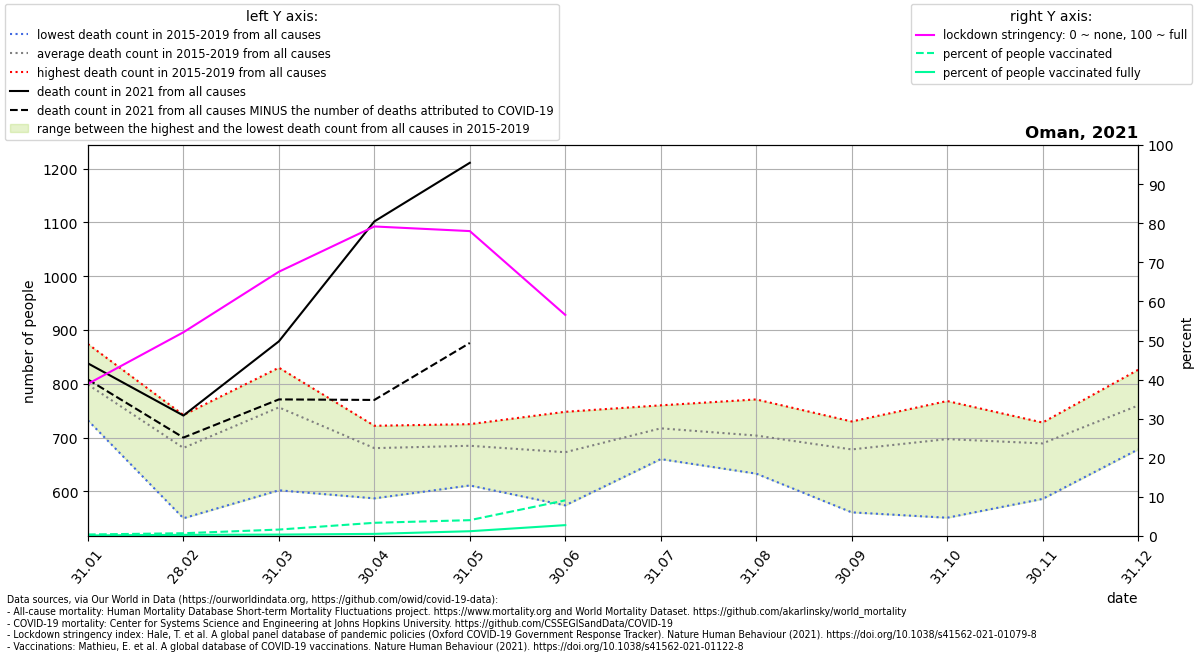 left Y axis:
lowest death count in 2015-2019 from all causes
average death count in 2015-2019 from all causes
highest death count in 2015-2019 from all causes
death count in 2021 from all causes
death count in 2021 from all causes MINUS the number of deaths attributed to COVID-19
range between the highest and the lowest death count from all causes in 2015-2019
right Y axis:
lockdown stringency: 0 ~ none, 100 ~ full
percent of people vaccinated
percent of people vaccinated fully
Oman, 2021
number of people
1200
1100
1000
900
800
700
600
100
90
80
70
60
50
40
30
20
10
0
percent
31.01
28.02
31.03
30.04
31.05
30.06
31.07
31.08
30.09
31.10
30.11
31.12
date
Data sources, via Our World in Data (https://ourworldindata.org, https://github.com/owid/covid-19-data):
- All-cause mortality: Human Mortality Database Short-term Mortality Fluctuations project. https://www.mortality.org and World Mortality Dataset. https://github.com/akarlinsky/world_mortality
- COVID-19 mortality: Center for Systems Science and Engineering at Johns Hopkins University. https://github.com/CSSEGISandData/COVID-19
- Lockdown stringency index: Hale, T. et al. A global panel database of pandemic policies (Oxford COVID-19 Government Response Tracker). Nature Human Behaviour (2021). https://doi.org/10.1038/s41562-021-01079-8
- Vaccinations: Mathieu, E. et al. A global database of COVID-19 vaccinations. Nature Human Behaviour (2021). https://doi.org/10.1038/s41562-021-01122-8